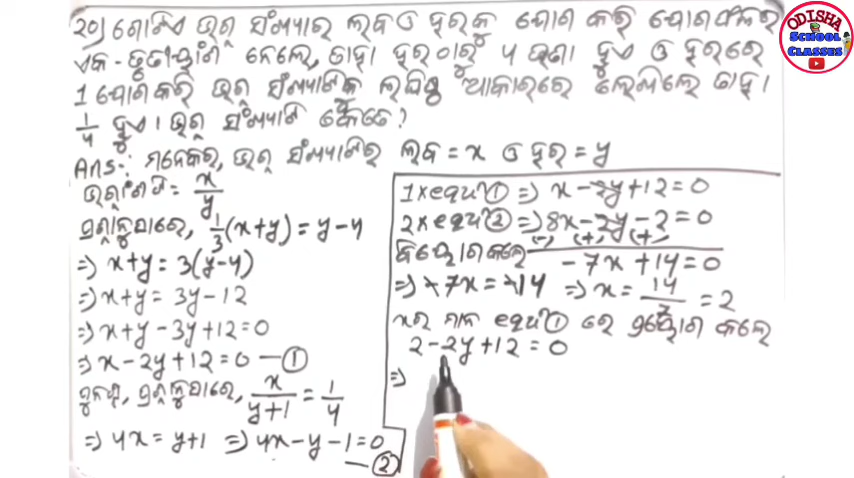 ୨୦) ଗୋଟିଏ ଭଗ୍ନ ସଂଖ୍ୟାର ଲବ ଓ ହରକୁ ଯୋଗ କରି ଯୋଗଫଳର
ଏକ-ତୃତୀୟାଂଶ ନେଲେ, ତାହା ହରଠାରୁ 4 ଊଣା ହୁଏ ଓ ହରରେ
1 ଯୋଗକରି ଭଗ୍ନ ସଂଖ୍ୟାଟିକୁ ଲଘିଷ୍ଠ ଆକାରରେ ଲେଖିଲେ ତାହା
1/4 ହୁଏ । ଭଗ୍ନ ସଂଖ୍ୟାଟି କେତେ ?
Ans:- ମନେକର, ଭଗ୍ନ ସଂଖ୍ୟାଟିର ଲବ = x ଓ ହର = y
ଭଗ୍ନାଂଶଟି = x/y
ପ୍ରଶ୍ନାନୁସାରେ, 1/3 (x+y) = y-4
=> x+y = 3(y-4)
=> x+y = 3y-12
=> x+y-3y+12=0
=> x-2y+12=0 —①
ପୁନଶ୍ଚ, ପ୍ରଶ୍ନାନୁସାରେ, x/y+1 = 1/4
=> 4x = y+1 => 4x-y-1=0
—②
1×equ①=> x-2y+12=0
2×equ②=> 8x-2y-2=0
(-) (+) (+)
ବିୟୋଗ କଲେ
-7x+14=0
=> -7x = -14 => x = 14/7 = 2
xର ମାନ equ① ରେ ପ୍ରୟୋଗ କଲେ
2-2y+12=0
=>
ODISHA
School
CLASSES